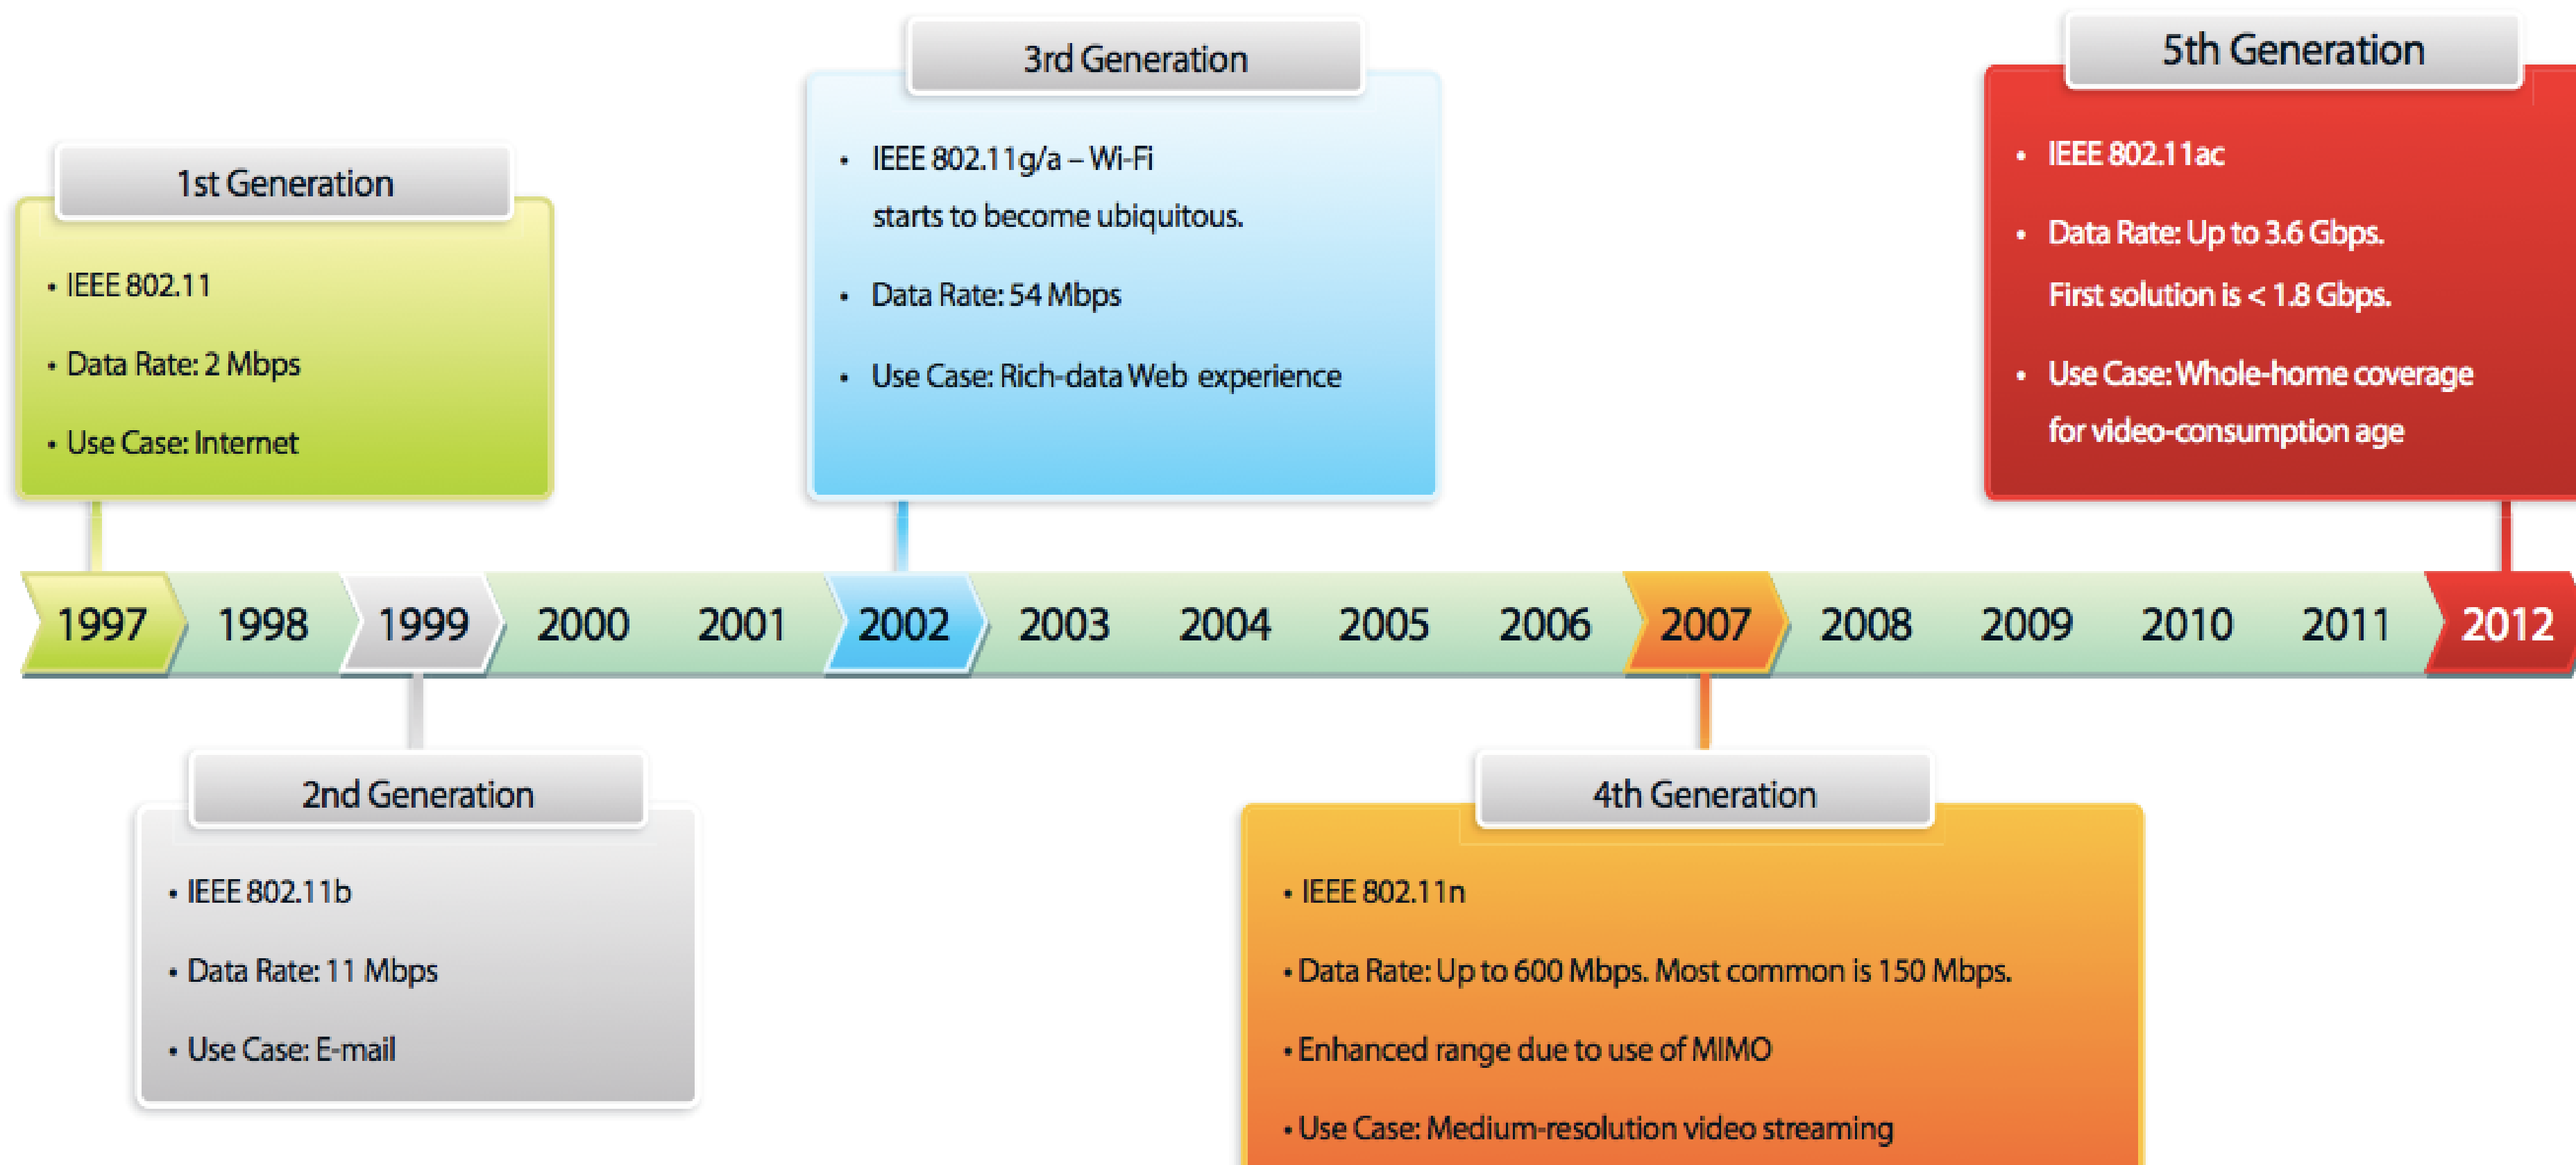 1st Generation
• IEEE 802.11
• Data Rate: 2 Mbps
• Use Case: Internet
3rd Generation
• IEEE 802.11g/a – Wi-Fi
starts to become ubiquitous.
• Data Rate: 54 Mbps
• Use Case: Rich-data Web experience
5th Generation
• IEEE 802.11ac
• Data Rate: Up to 3.6 Gbps.
First solution is < 1.8 Gbps.
• Use Case: Whole-home coverage
for video-consumption age
1997 1998 1999 2000 2001 2002 2003 2004 2005 2006 2007 2008 2009 2010 2011 2012
2nd Generation
• IEEE 802.11b
• Data Rate: 11 Mbps
• Use Case: E-mail
4th Generation
• IEEE 802.11n
• Data Rate: Up to 600 Mbps. Most common is 150 Mbps.
• Enhanced range due to use of MIMO
• Use Case: Medium-resolution video streaming